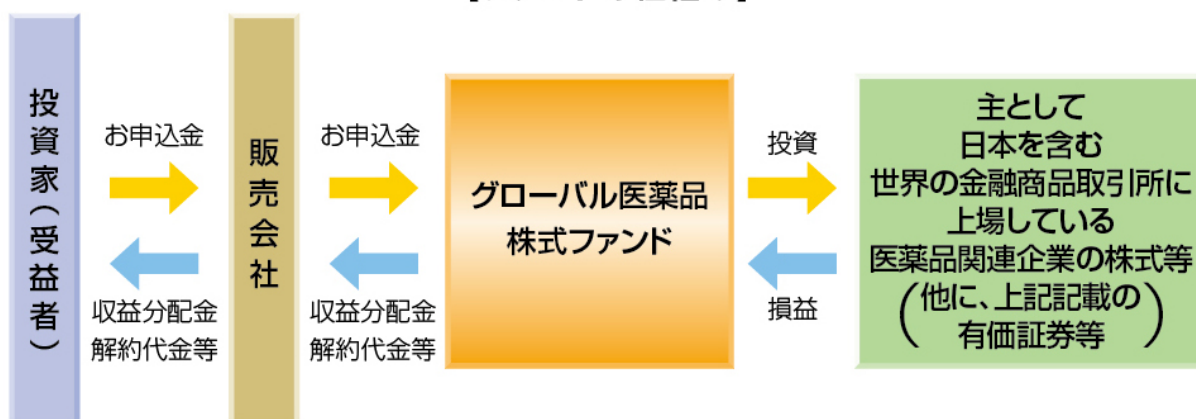 投資家（受益者）
お申込金
収益分配金
解約代金等
販売会社
お申込金
収益分配金
解約代金等
グローバル医薬品
株式ファンド
投資
損益
主として
日本を含む
世界の金融商品取引所に
上場している
医薬品関連企業の株式等
（他に、上記記載の
有価証券等）